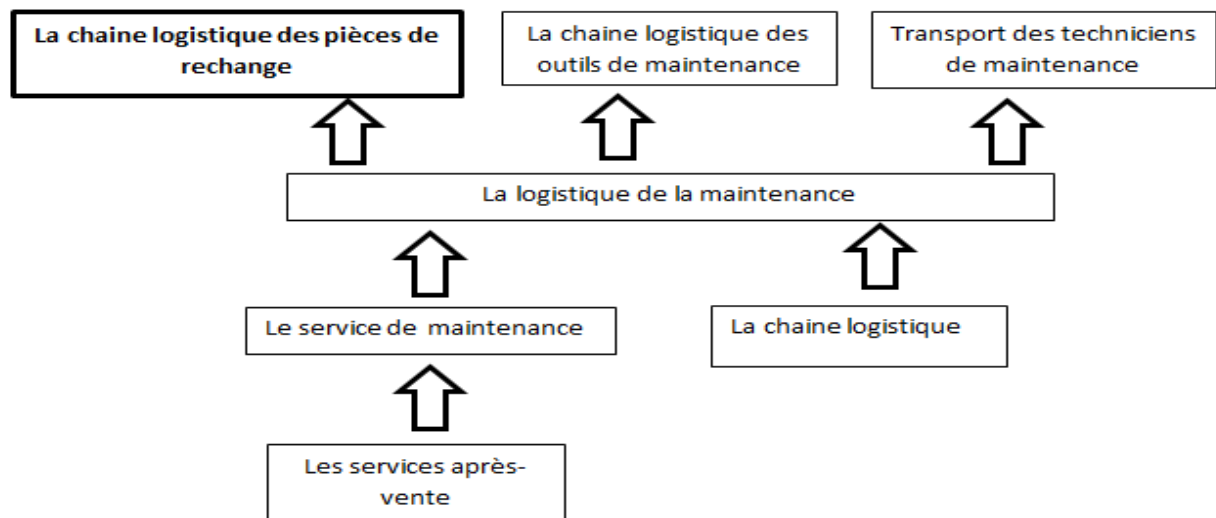 La chaine logistique des pièces de
rechange
La chaine logistique des
outils de maintenance
Transport des techniciens
de maintenance
La logistique de la maintenance
Le service de maintenance
La chaine logistique
Les services après-
vente